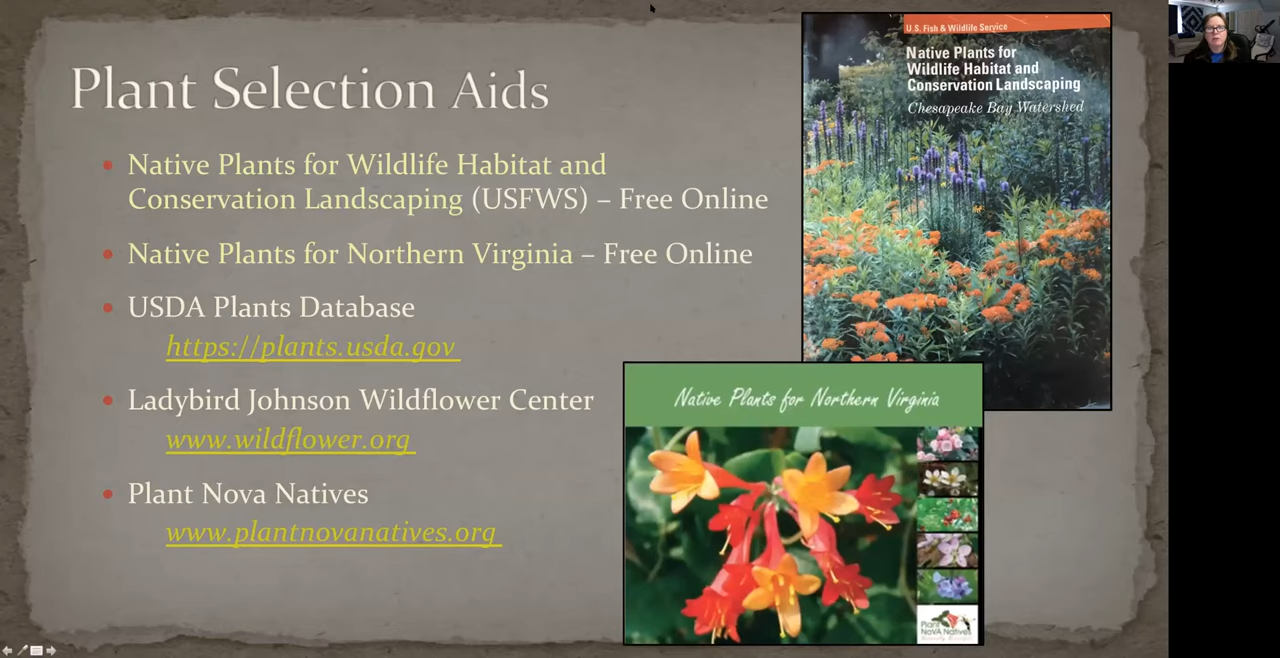 Plant Selection Aids
Native Plants for Wildlife Habitat and
Conservation Landscaping (USFWS) – Free Online
Native Plants for Northern Virginia – Free Online
USDA Plants Database
https://plants.usda.gov
Ladybird Johnson Wildflower Center
www.wildflower.org
Plant Nova Natives
www.plantnovanatives.org
U.S. Fish & Wildlife Service
Native Plants for
Wildlife Habitat and
Conservation Landscaping
Chesapeake Bay Watershed
Native Plants for Northern Virginia
Plant
NoVA Natives